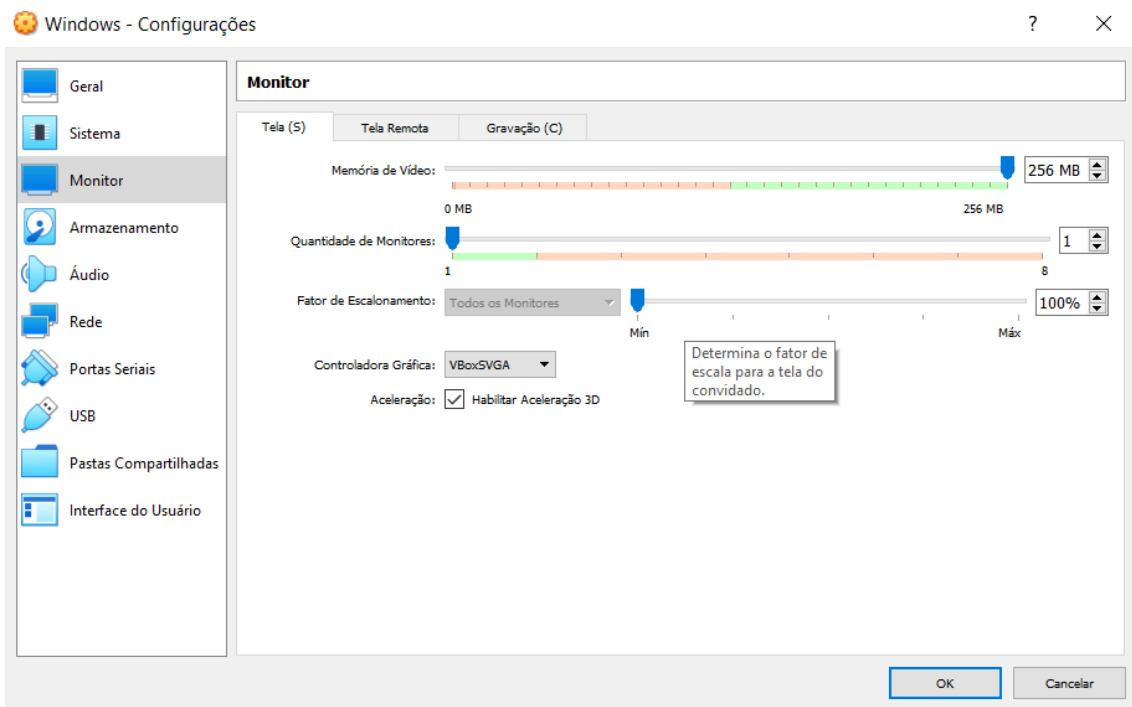 Windows - Configurações
?
Geral
Sistema
Monitor
Armazenamento
Áudio
Rede
Portas Seriais
USB
Pastas Compartilhadas
Interface do Usuário
Monitor
Tela (S)
Tela Remota
Gravação (C)
Memória de Vídeo:
256 MB
0 MB
256 MB
Quantidade de Monitores:
1
1
8
Fator de Escalonamento:
Todos os Monitores
100%
Mín
Máx
Determina o fator de
escala para a tela do
convidado.
Controladora Gráfica:
VBoxSVGA
Aceleração:
Habilitar Aceleração 3D
OK
Cancelar